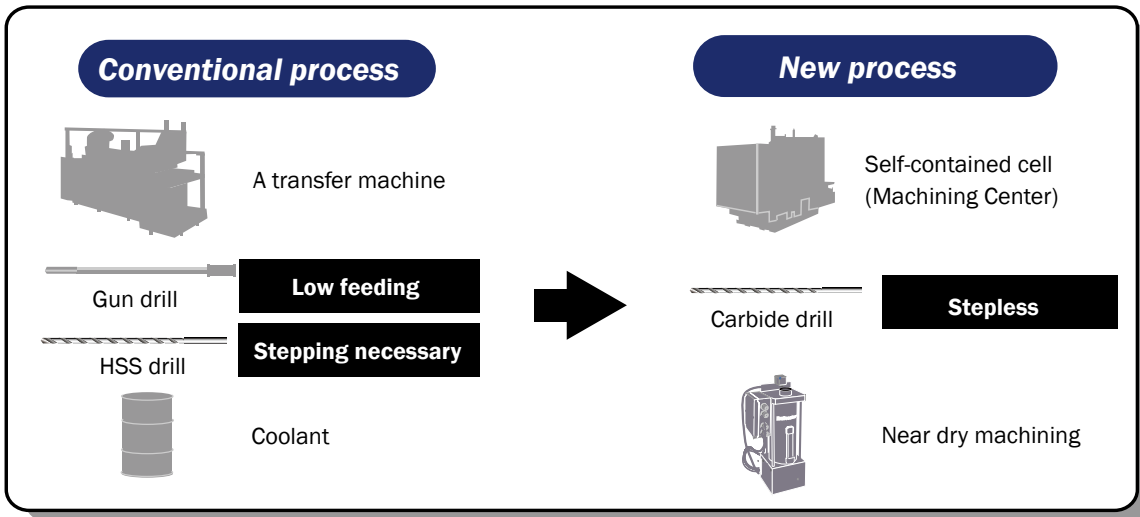 Conventional process
A transfer machine
Gun drill
Low feeding
HSS drill
Stepping necessary
Coolant
New process
Self-contained cell
(Machining Center)
Carbide drill
Stepless
Near dry machining